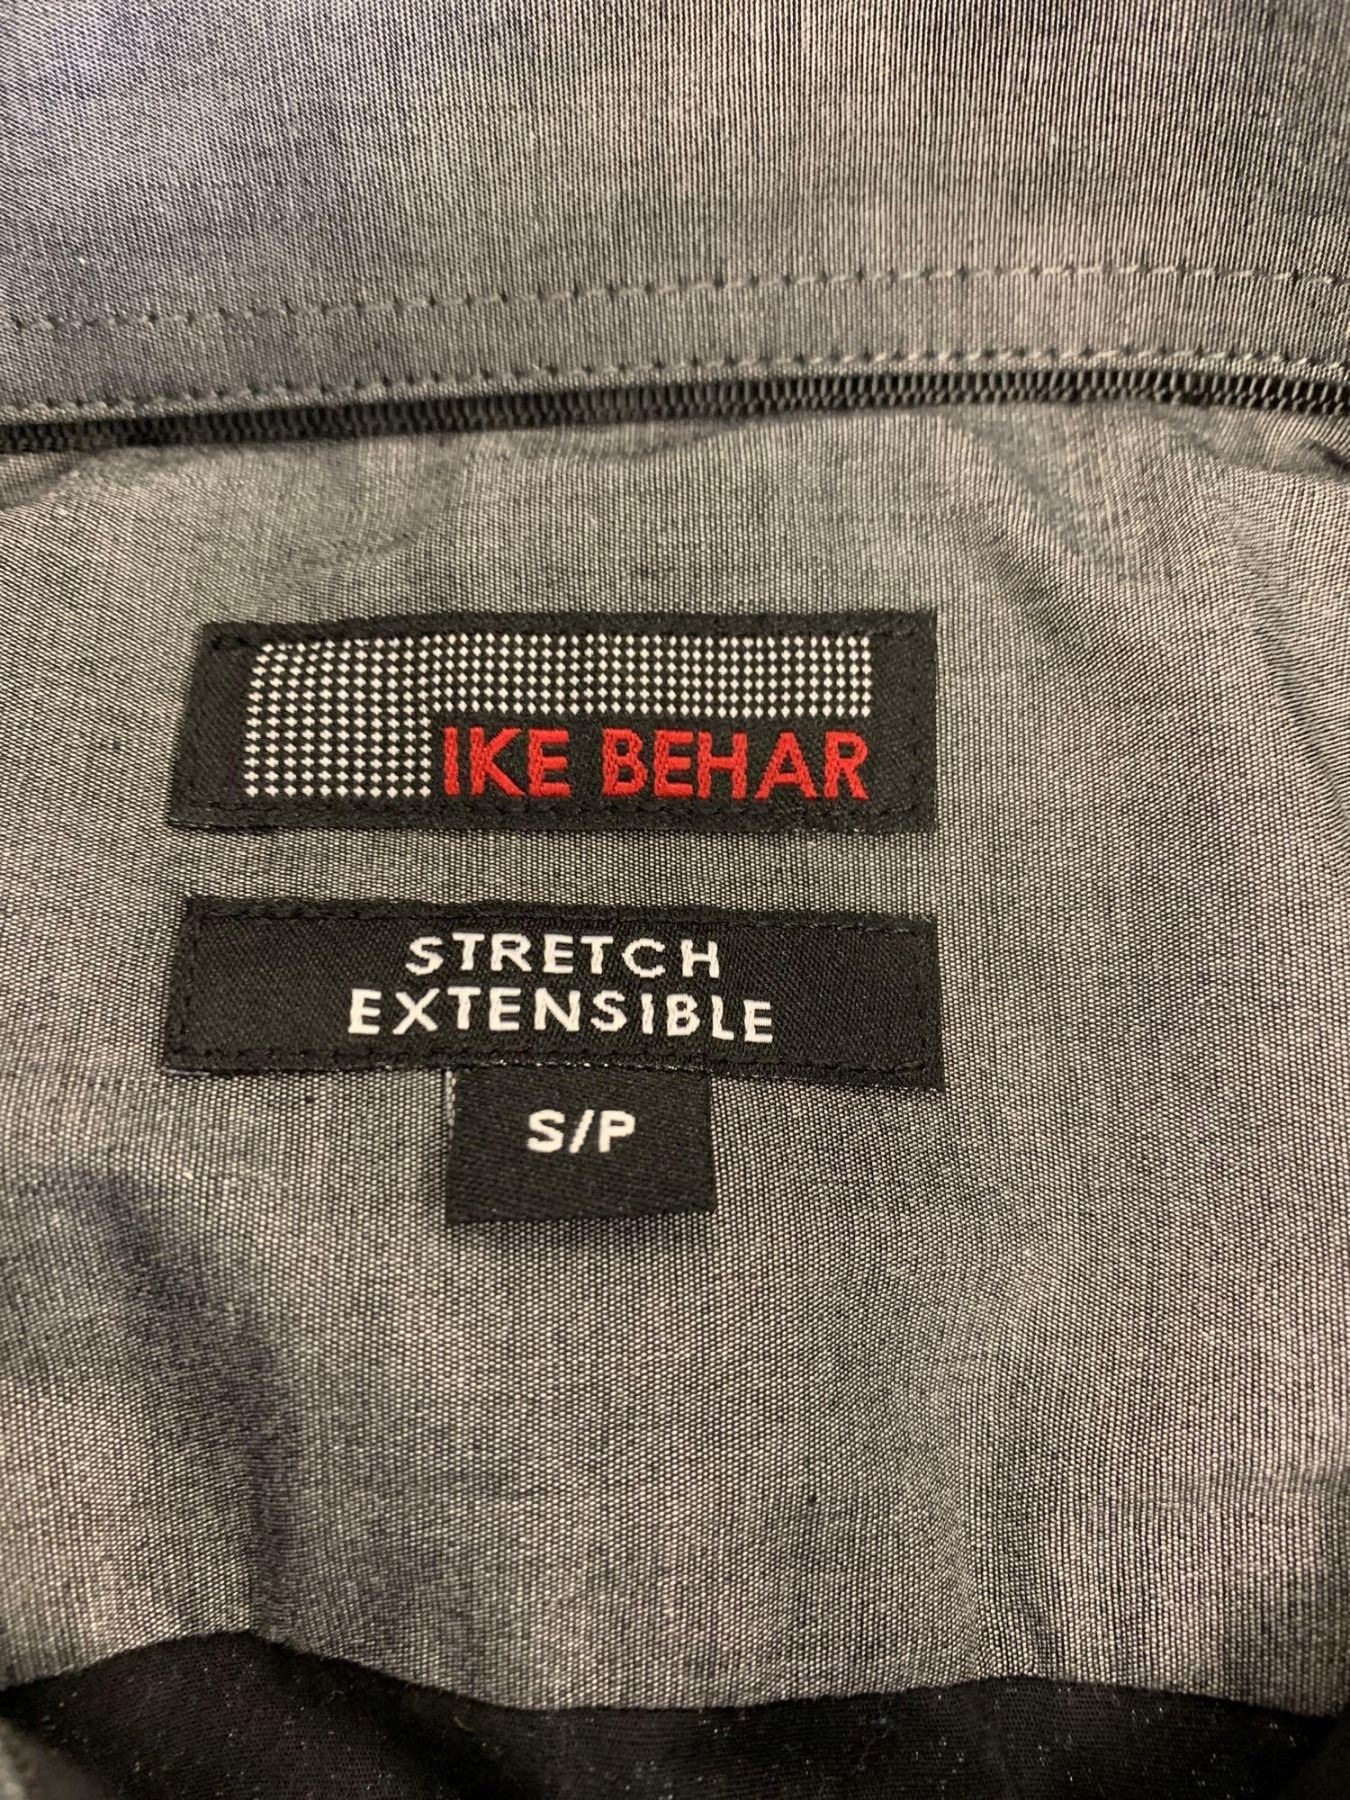 IKE BEHAR
STRETCH
EXTENSIBLE
S/P